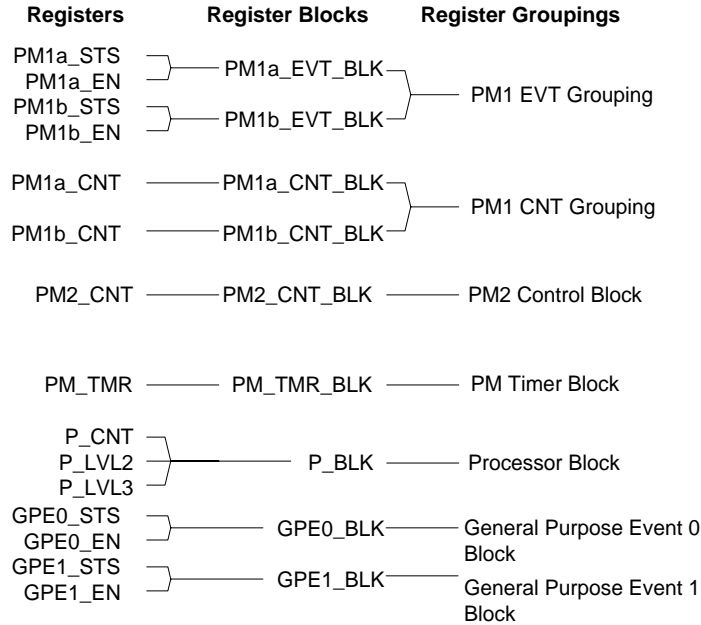 Registers Register Blocks Register Groupings
PM1a_STS
PM1a_EN
PM1a_EVT_BLK
PM1b_STS
PM1b_EN
PM1b_EVT_BLK
PM1 EVT Grouping
PM1a_CNT PM1a_CNT_BLK
PM1b_CNT PM1b_CNT_BLK
PM1 CNT Grouping
PM2_CNT PM2_CNT_BLK PM2 Control Block
PM_TMR PM_TMR_BLK PM Timer Block
P_CNT
P_LVL2 P_BLK Processor Block
P_LVL3
GPE0_STS
GPE0_EN
GPE0_BLK General Purpose Event 0
Block
GPE1_STS
GPE1_EN
GPE1_BLK General Purpose Event 1
Block